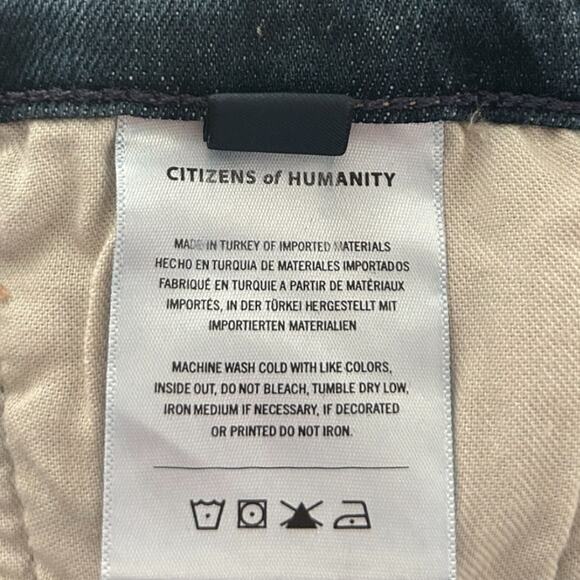 CITIZENS of HUMANITY
MADE IN TURKEY OF IMPORTED MATERIALS
HECHO EN TURQUIA DE MATERIALES IMPORTADOS
FABRIQUÉ EN TURQUIE A PARTIR DE MATÉRIAUX
IMPORTÉS, IN DER TÜRKEI HERGESTELLT MIT
IMPORTIERTEN MATERIALIEN
MACHINE WASH COLD WITH LIKE COLORS,
INSIDE OUT, DO NOT BLEACH, TUMBLE DRY LOW,
IRON MEDIUM IF NECESSARY, IF DECORATED
OR PRINTED DO NOT IRON.